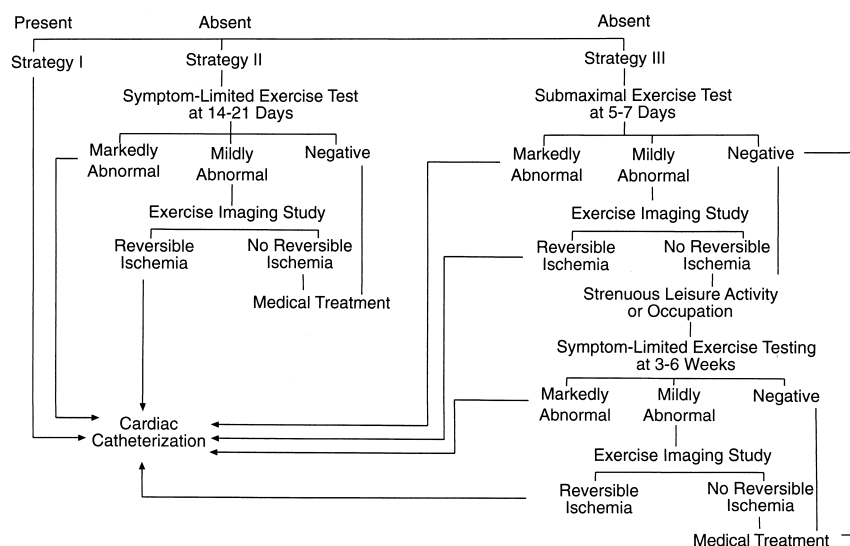 Present
Absent
Absent
Strategy I
Strategy II
Strategy III
Symptom-Limited Exercise Test
at 14-21 Days
Markedly
Abnormal
Mildly
Abnormal
Negative
Exercise Imaging Study
Reversible
Ischemia
No Reversible
Ischemia
Medical Treatment
Submaximal Exercise Test
at 5-7 Days
Markedly
Abnormal
Mildly
Abnormal
Negative
Exercise Imaging Study
Reversible
Ischemia
No Reversible
Ischemia
Strenuous Leisure Activity
or Occupation
Symptom-Limited Exercise Testing
at 3-6 Weeks
Markedly
Abnormal
Mildly
Abnormal
Negative
Exercise Imaging Study
Reversible
Ischemia
No Reversible
Ischemia
Medical Treatment
Cardiac
Catheterization